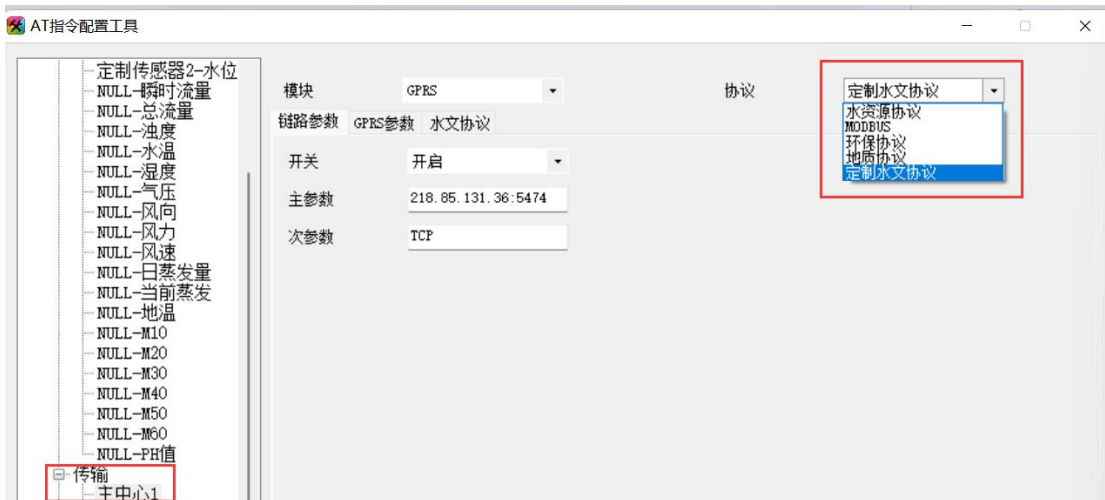 AT指令配置工具
定制传感器2-水位
NULL-瞬时流量
NULL-总流量
NULL-浊度
NULL-水温
NULL-湿度
NULL-气压
NULL-风向
NULL-风力
NULL-风速
NULL-日蒸发量
NULL-当前蒸发
NULL-地温
NULL-M10
NULL-M20
NULL-M30
NULL-M40
NULL-M50
NULL-M60
NULL-PH值
传输
主中心1
模块 GPRS
协议 定制水文协议
水资源协议
MODBUS
环保协议
地质协议
定制水文协议
链路参数 GPRS参数 水文协议
开关 开启
主参数 218.85.131.36:5474
次参数 TCP